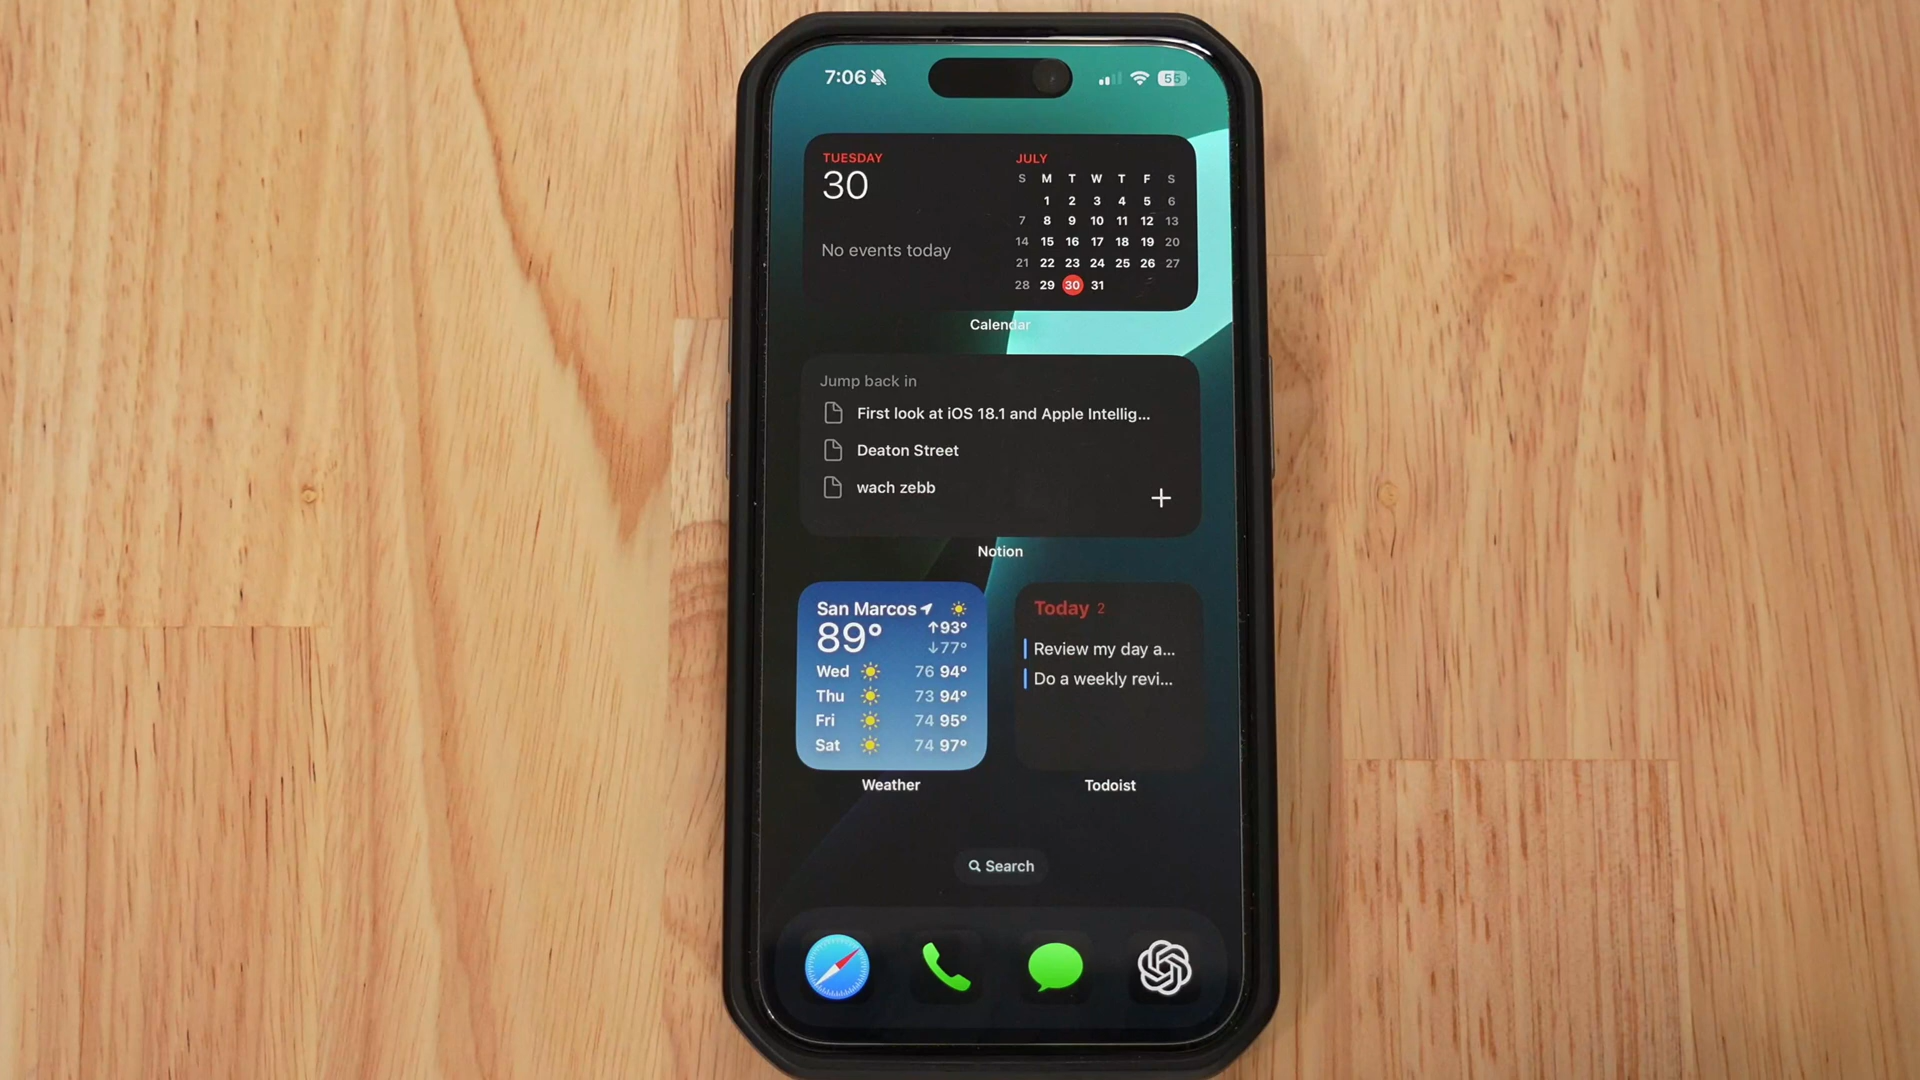 7:06
55
TUESDAY
30
No events today
JULY
S M T W T F S
1 2 3 4 5 6
7 8 9 10 11 12 13
14 15 16 17 18 19 20
21 22 23 24 25 26 27
28 29 30 31
Calendar
Jump back in
First look at iOS 18.1 and Apple Intellig...
Deaton Street
wach zebb
Notion
San Marcos
89°
↑93°
↓77°
Wed 76 94°
Thu 73 94°
Fri 74 95°
Sat 74 97°
Weather
Today 2
Review my day a...
Do a weekly revi...
Todoist
Search